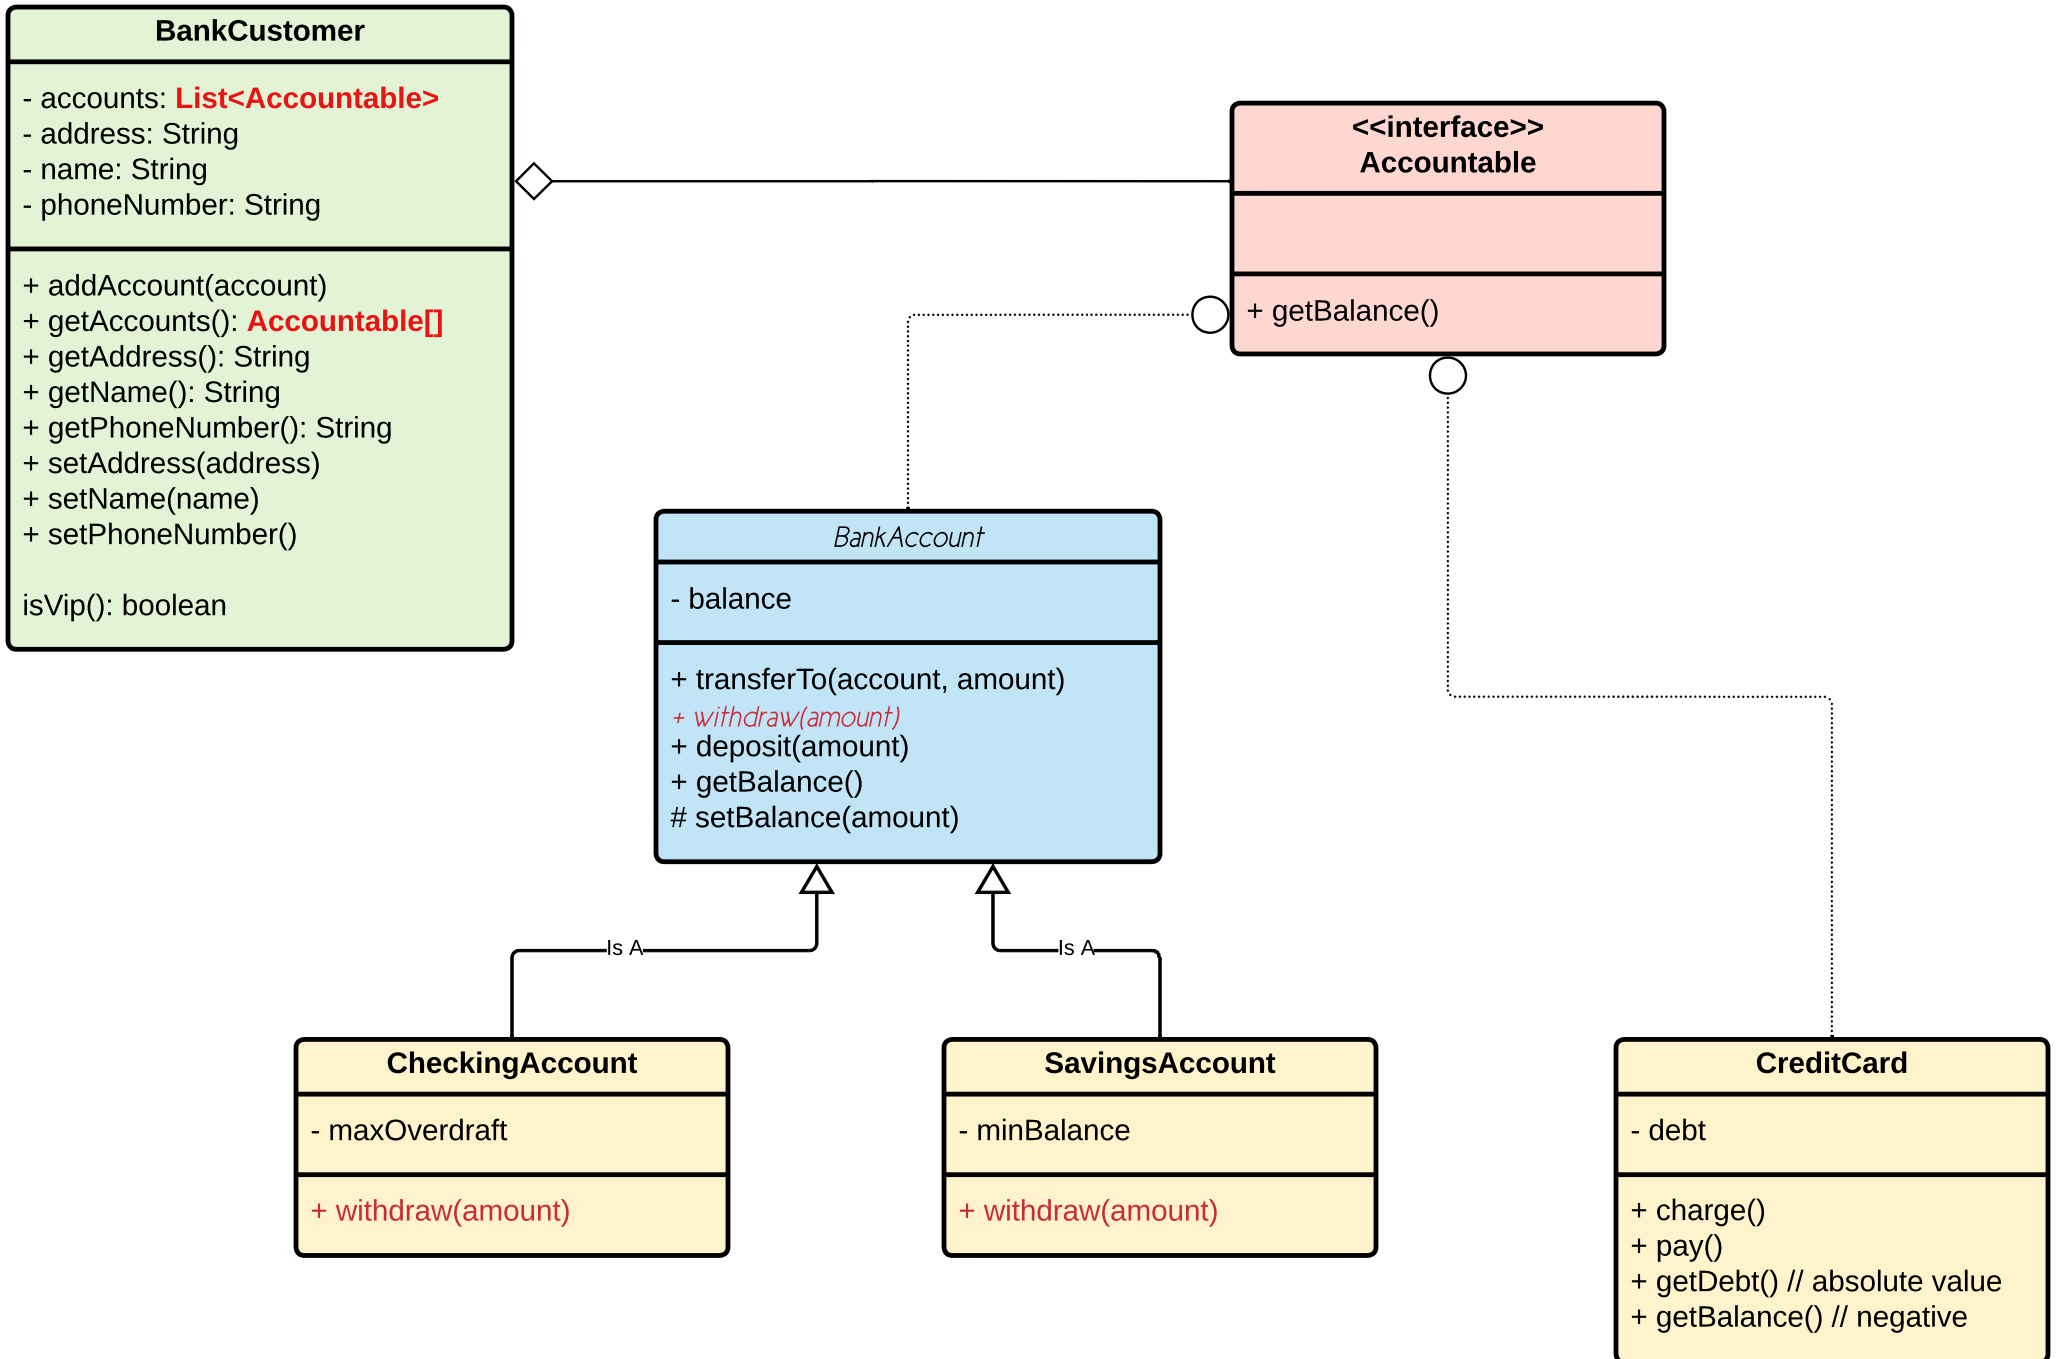 BankCustomer
- accounts: List<Accountable>
- address: String
- name: String
- phoneNumber: String
+ addAccount(account)
+ getAccounts(): Accountable[]
+ getAddress(): String
+ getName(): String
+ getPhoneNumber(): String
+ setAddress(address)
+ setName(name)
+ setPhoneNumber()
isVip(): boolean
<<interface>>
Accountable
+ getBalance()
BankAccount
- balance
+ transferTo(account, amount)
+ withdraw(amount)
+ deposit(amount)
+ getBalance()
# setBalance(amount)
Is A
Is A
CheckingAccount
- maxOverdraft
+ withdraw(amount)
SavingsAccount
- minBalance
+ withdraw(amount)
CreditCard
- debt
+ charge()
+ pay()
+ getDebt() // absolute value
+ getBalance() // negative